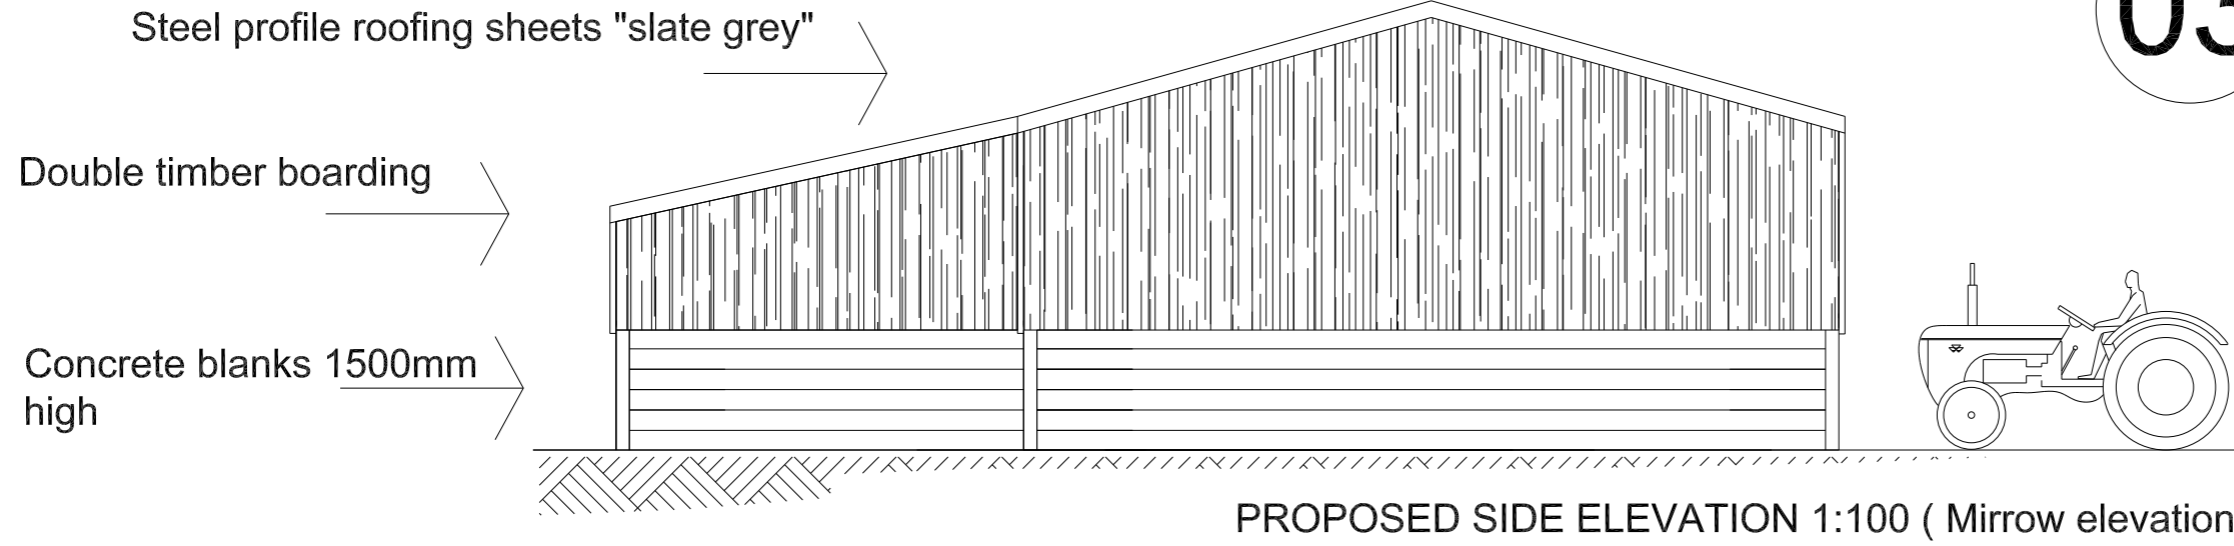 Steel profile roofing sheets "slate grey"
03
Double timber boarding
Concrete blanks 1500mm
high
PROPOSED SIDE ELEVATION 1:100 ( Mirrow elevation